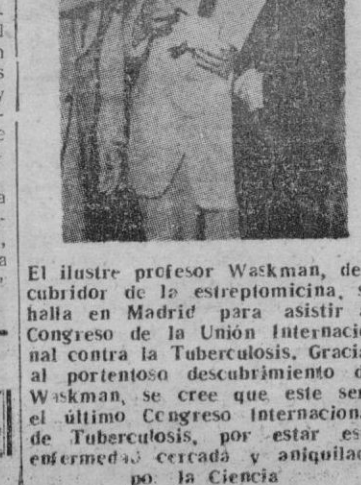 El ilustre profesor Waskman, de
cubridor de la estreptomicina, s
halla en Madrid para asistir
Congreso de la Unión Internacio
nal contra la Tuberculosis. Gracia
al portentoso descubrimiento d
Waskman, se cree que este ser
el último Congreso Internacion
de Tuberculosis, por estar es
enfermedad cercada y aniquilad
por la Ciencia